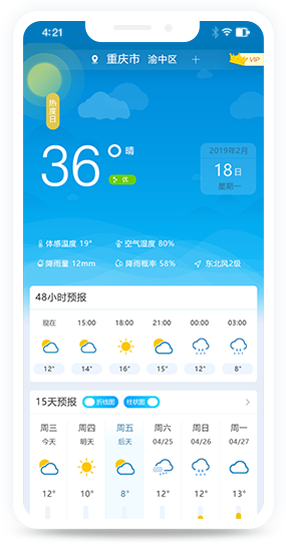 4:21
重庆市 渝中区 +
VIP
热度日
36° 晴
优
2019年2月
18日
星期一
体感温度 19° 空气湿度 80%
降雨量 12mm 降雨概率 58% 东北风2级
48小时预报
现在 15:00 18:00 21:00 00:00 03:00
12° 14° 16° 15° 12° 12°
15天预报 折线图 柱状图
周三 周四 周五 周六 周日 周一
今天 明天 后天 04/25 04/26 04/27
12° 10° 8° 12° 12° 13°